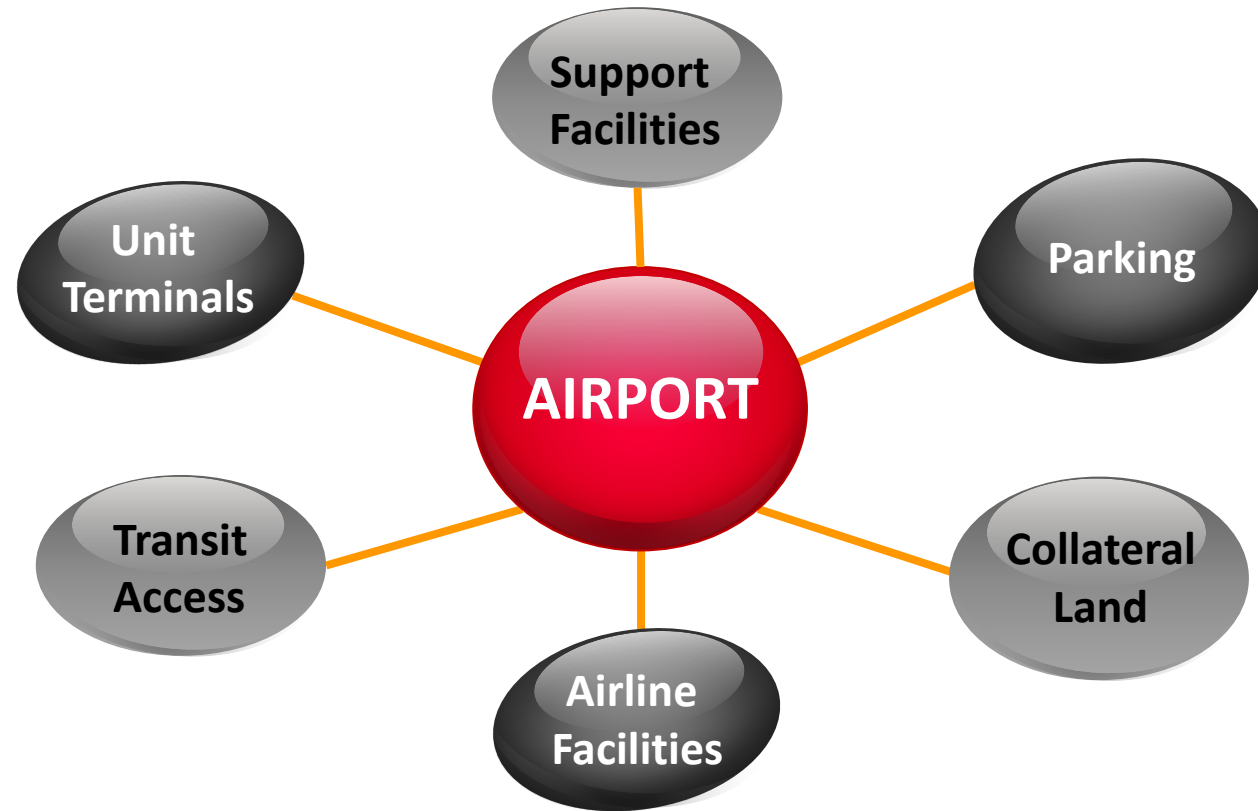 Support
Facilities
Unit
Terminals
Parking
AIRPORT
Transit
Access
Collateral
Land
Airline
Facilities